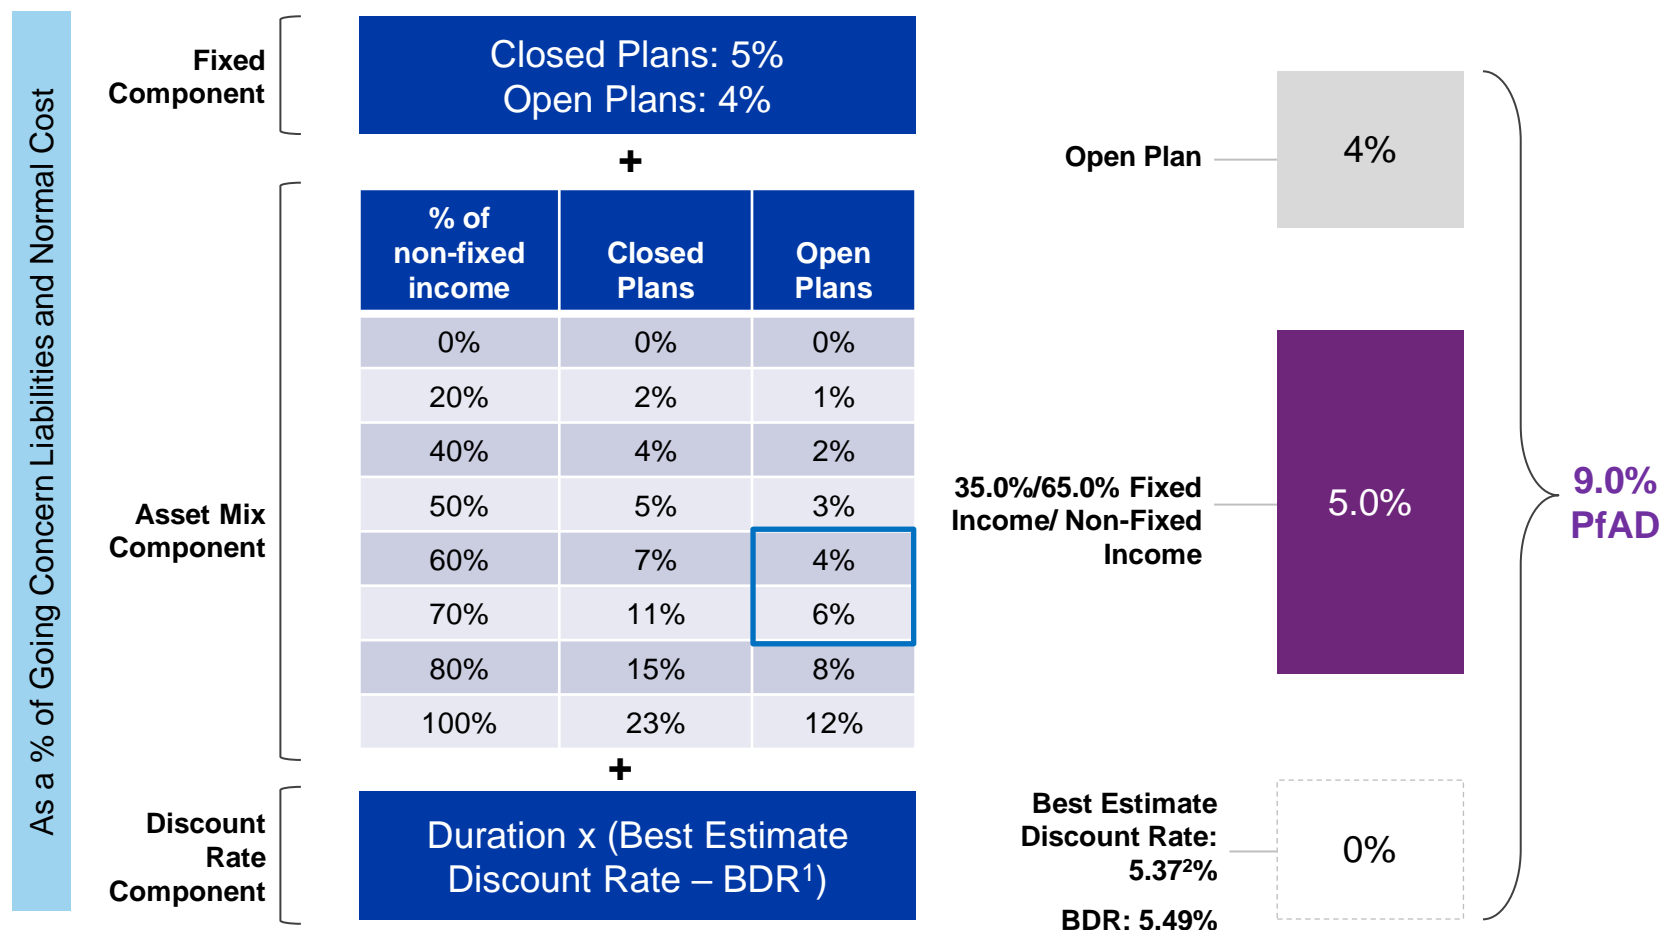 As a % of Going Concern Liabilities and Normal Cost
Fixed
Component
Closed Plans: 5%
Open Plans: 4%
+
Asset Mix
Component
% of
non-fixed
income
Closed
Plans
Open
Plans
0% 0% 0%
20% 2% 1%
40% 4% 2%
50% 5% 3%
60% 7% 4%
70% 11% 6%
80% 15% 8%
100% 23% 12%
+
Discount
Rate
Component
Duration x (Best Estimate
Discount Rate – BDR¹)
Open Plan
4%
35.0%/65.0% Fixed
Income/ Non-Fixed
Income
5.0%
Best Estimate
Discount Rate:
5.37²%
BDR: 5.49%
0%
9.0%
PfAD